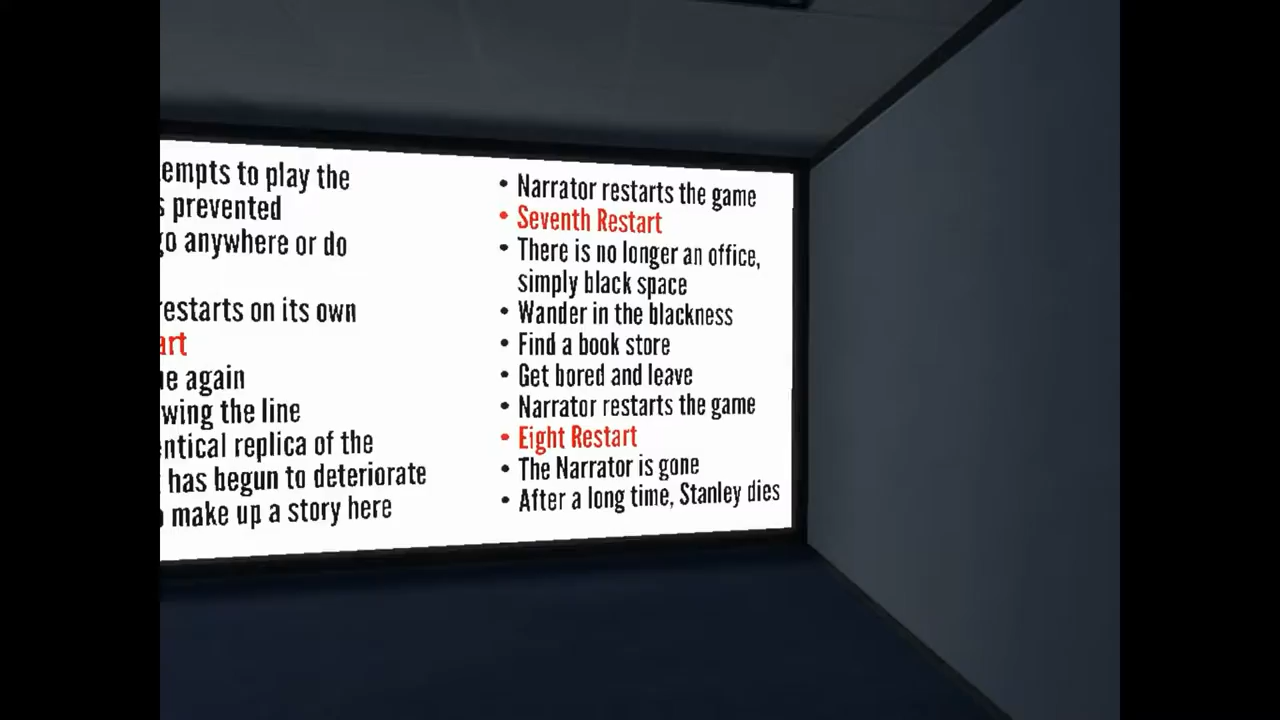 empts to play the
s prevented
go anywhere or do
restarts on its own
art
e again
wing the line
ntical replica of the
has begun to deteriorate
make up a story here
• Narrator restarts the game
• Seventh Restart
• There is no longer an office,
simply black space
• Wander in the blackness
• Find a book store
• Get bored and leave
• Narrator restarts the game
• Eight Restart
• The Narrator is gone
• After a long time, Stanley dies